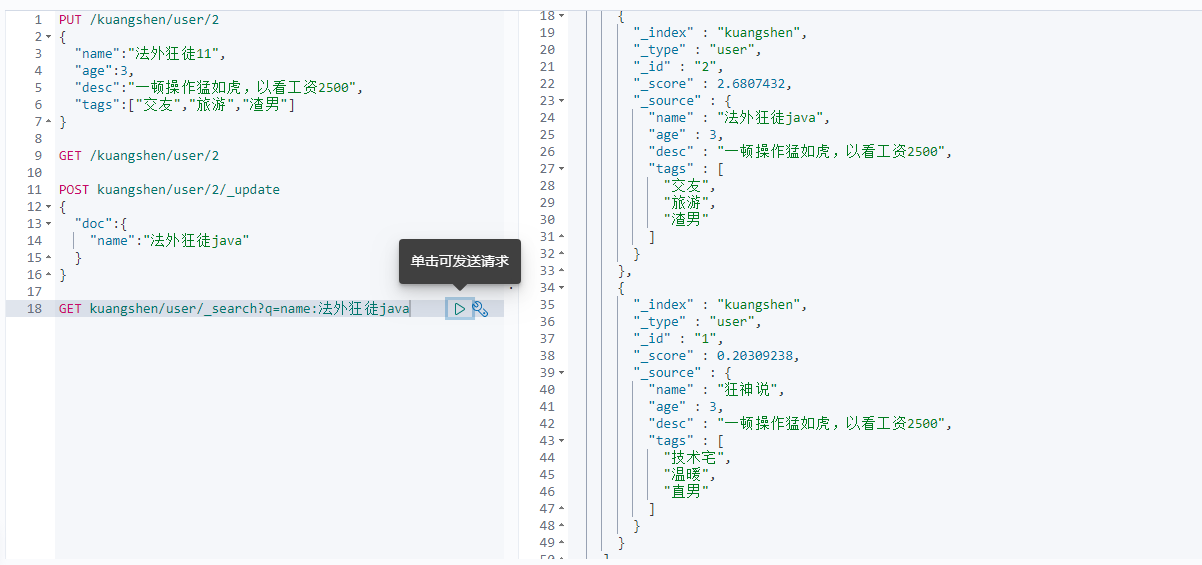 1 PUT /kuangshen/user/2
2 {
3 "name":"法外狂徒11",
4 "age":3,
5 "desc":"一顿操作猛如虎，以看工资2500",
6 "tags":["交友","旅游","渣男"]
7 }
8
9 GET /kuangshen/user/2
10
11 POST kuangshen/user/2/_update
12 {
13 "doc":{
14 "name":"法外狂徒java"
15 }
16 }
17
18 GET kuangshen/user/_search?q=name:法外狂徒java
单击可发送请求
18 {
19 "_index" : "kuangshen",
20 "_type" : "user",
21 "_id" : "2",
22 "_score" : 2.6807432,
23 "_source" : {
24 "name" : "法外狂徒java",
25 "age" : 3,
26 "desc" : "一顿操作猛如虎，以看工资2500",
27 "tags" : [
28 "交友",
29 "旅游",
30 "渣男"
31 ]
32 }
33 },
34 {
35 "_index" : "kuangshen",
36 "_type" : "user",
37 "_id" : "1",
38 "_score" : 0.20309238,
39 "_source" : {
40 "name" : "狂神说",
41 "age" : 3,
42 "desc" : "一顿操作猛如虎，以看工资2500",
43 "tags" : [
44 "技术宅",
45 "温暖",
46 "直男"
47 ]
48 }
49 }
50 ]